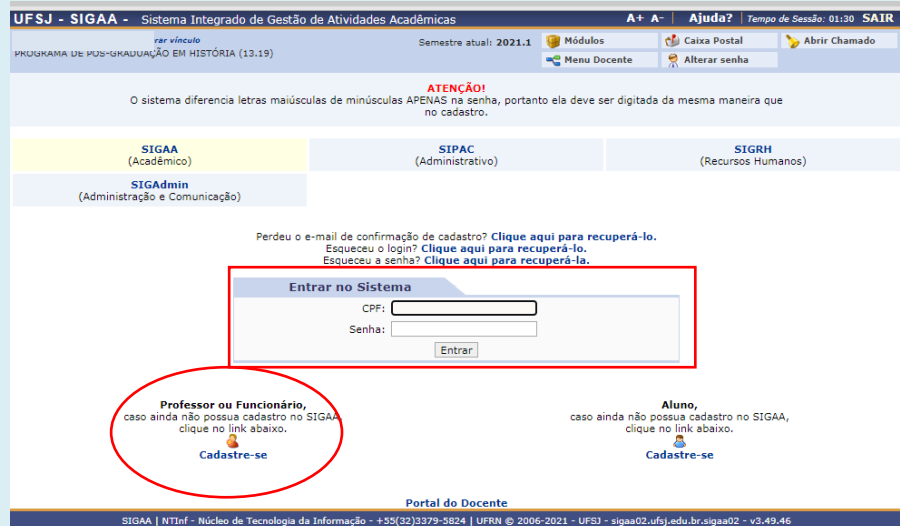 UFSJ - SIGAA - Sistema Integrado de Gestão de Atividades Acadêmicas A+ A- Ajuda? Tempo de Sessão: 01:30 SAIR
rar vínculo
PROGRAMA DE PÓS-GRADUAÇÃO EM HISTÓRIA (13.19)
Semestre atual: 2021.1
Módulos Caixa Postal Abrir Chamado
Menu Docente Alterar senha
ATENÇÃO!
O sistema diferencia letras maiúsculas de minúsculas APENAS na senha, portanto ela deve ser digitada da mesma maneira que
no cadastro.
SIGAA
(Acadêmico)
SIPAC
(Administrativo)
SIGRH
(Recursos Humanos)
SIGAdmin
(Administração e Comunicação)
Perdeu o e-mail de confirmação de cadastro? Clique aqui para recuperá-lo.
Esqueceu o login? Clique aqui para recuperá-lo.
Esqueceu a senha? Clique aqui para recuperá-la.
Entrar no Sistema
CPF:
Senha:
Entrar
Professor ou Funcionário,
caso ainda não possua cadastro no SIGAA,
clique no link abaixo.
Cadastre-se
Aluno,
caso ainda não possua cadastro no SIGAA,
clique no link abaixo.
Cadastre-se
Portal do Docente
SIGAA | NTInf - Núcleo de Tecnologia da Informação - +55(32)3379-5824 | UFRN © 2006-2021 - UFSJ - sigaa02.ufsj.edu.br.sigaa02 - v3.49.46